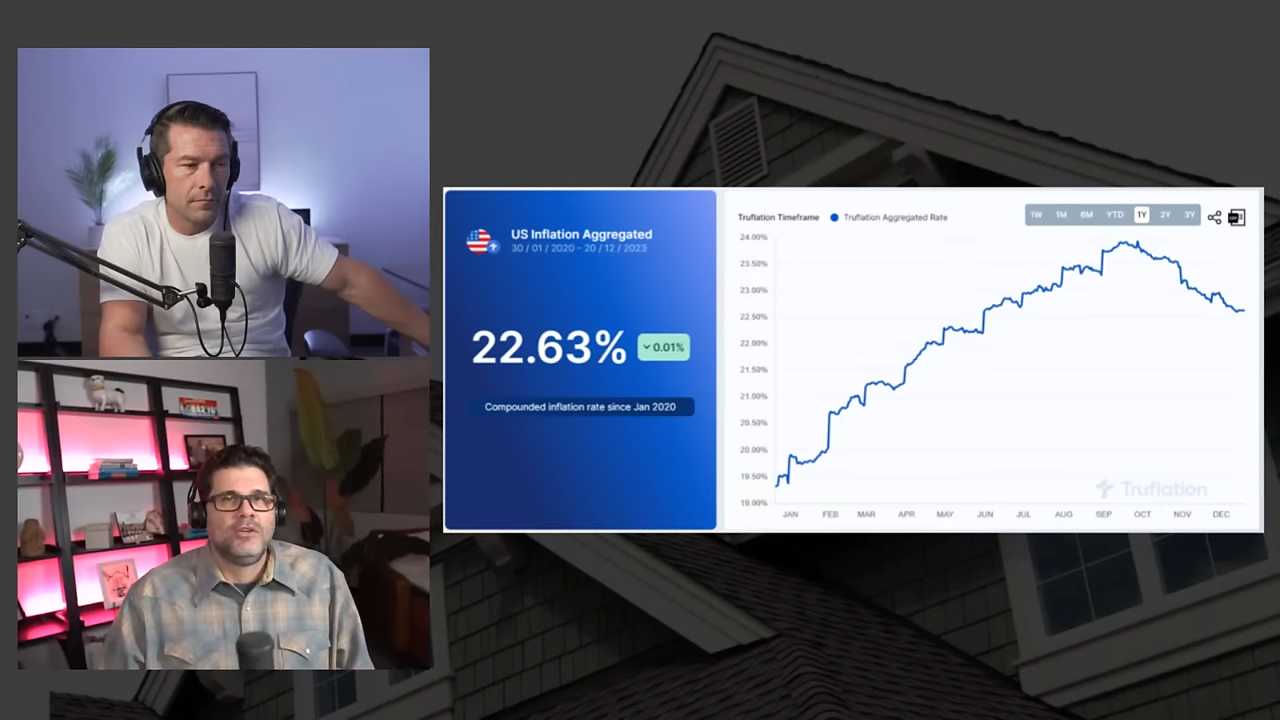 US Inflation Aggregated
30 / 01 / 2020 - 20 / 12 / 2023
22.63%
0.01%
Compounded inflation rate since Jan 2020
Truflation Timeframe
Truflation Aggregated Rate
1W 1M 6M YTD 1Y 2Y 3Y
24.00%
23.50%
23.00%
22.50%
22.00%
21.50%
21.00%
20.50%
20.00%
19.50%
19.00%
Truflation
JAN FEB MAR APR MAY JUN JUL AUG SEP OCT NOV DEC